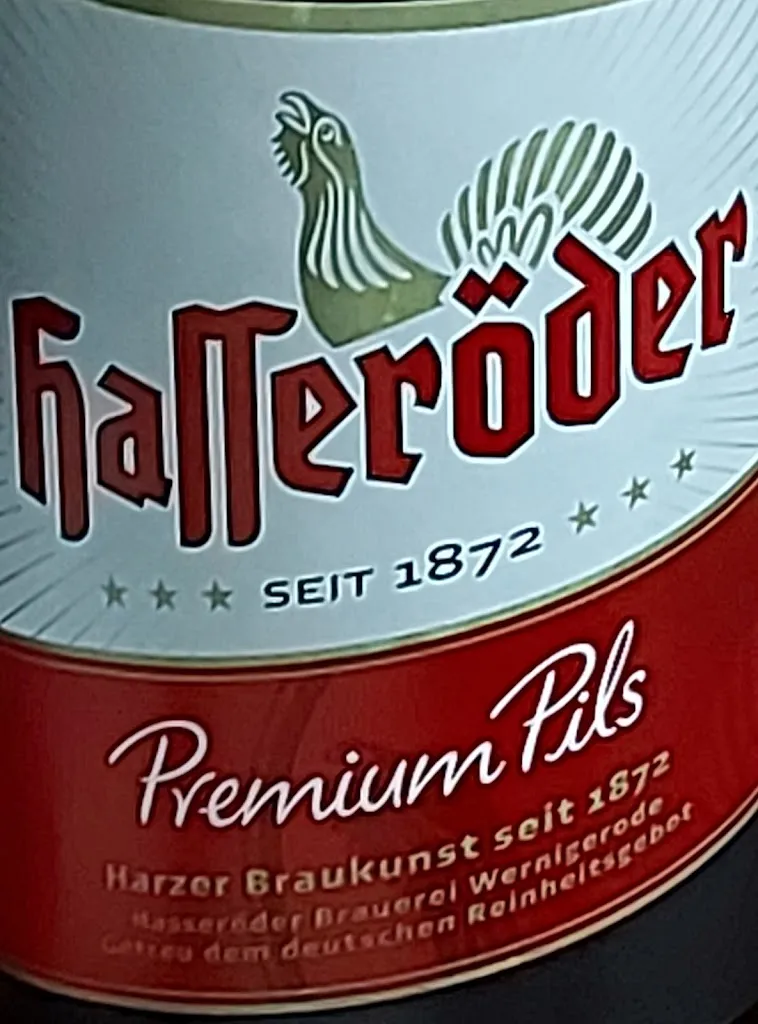 Hasseröder
SEIT 1872
Premium Pils
Harzer Braukunst seit 1872
Hasseröder Brauerei Wernigerode
Getreu dem deutschen Reinheitsgebot